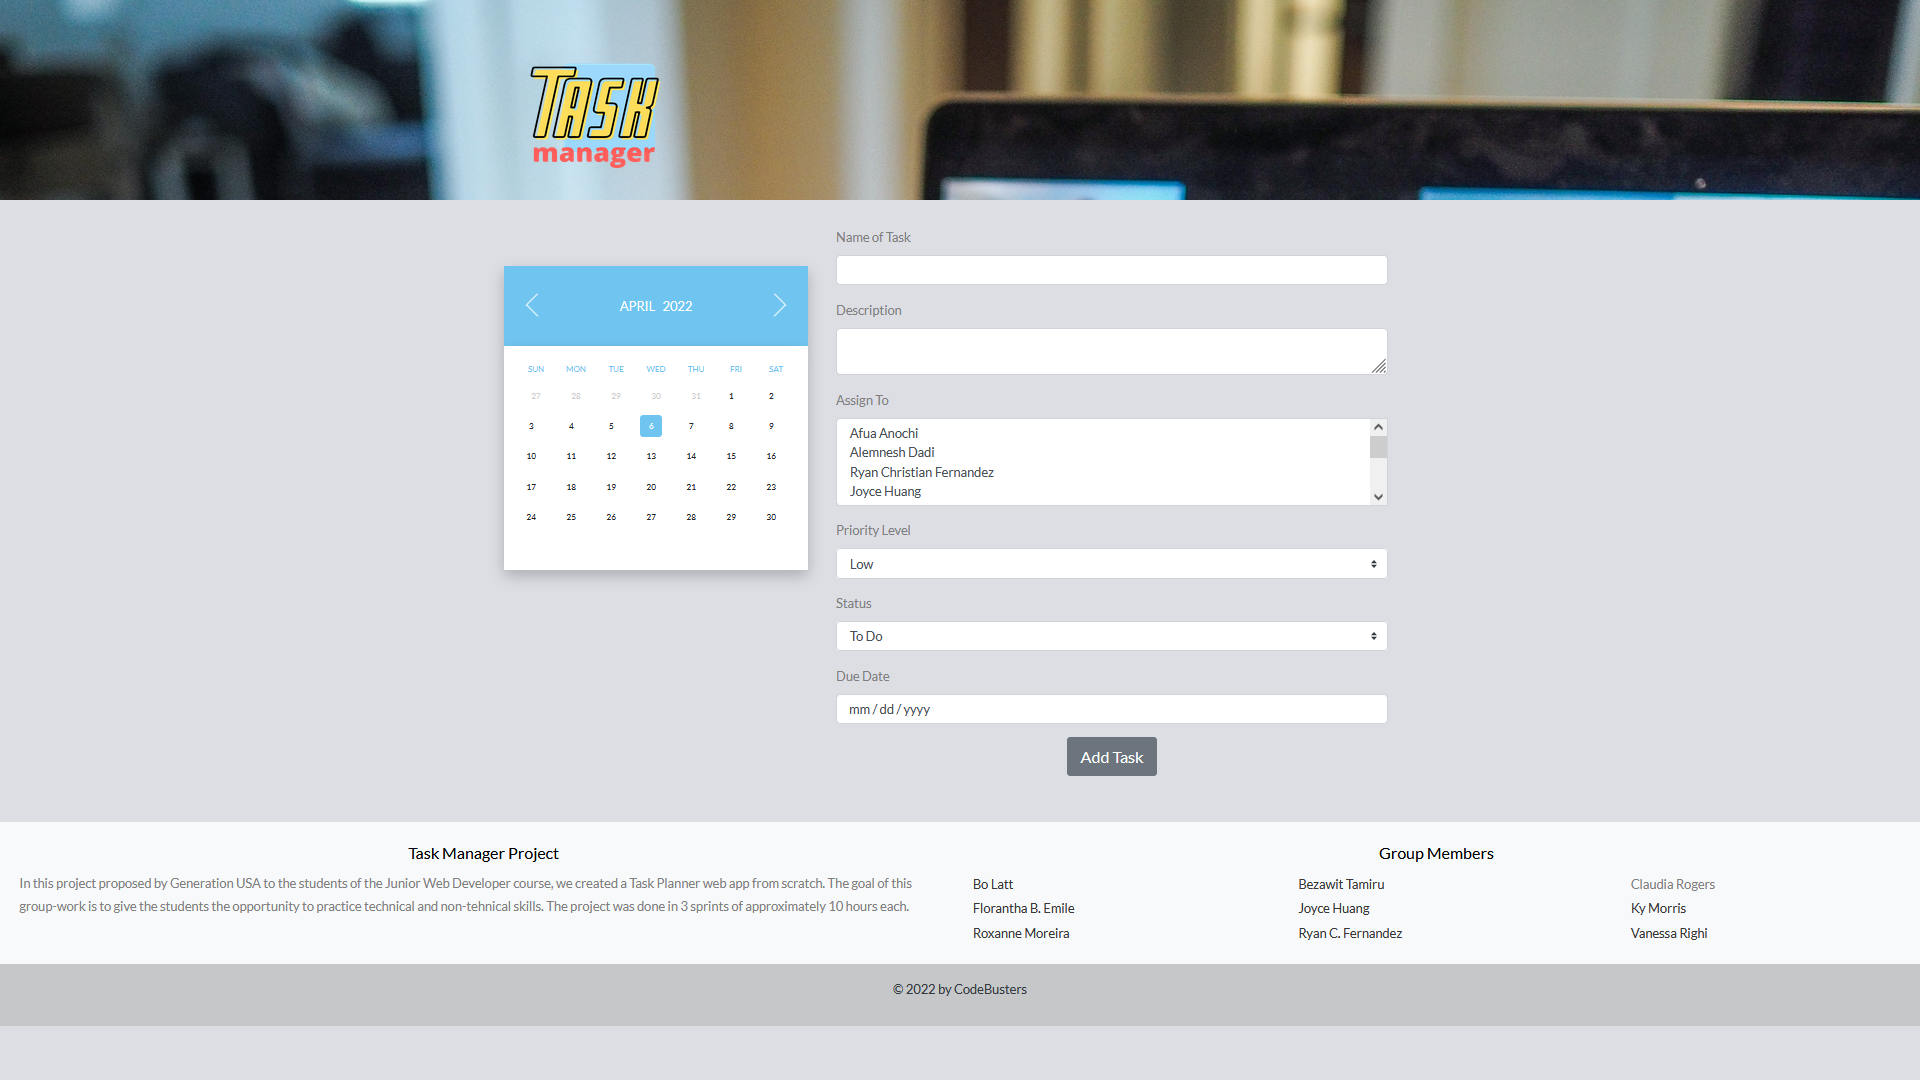 TASK
manager
APRIL 2022
SUN MON TUE WED THU FRI SAT
27 28 29 30 31 1 2
3 4 5 6 7 8 9
10 11 12 13 14 15 16
17 18 19 20 21 22 23
24 25 26 27 28 29 30
Name of Task
Description
Assign To
Afua Anochi
Alemnesh Dadi
Ryan Christian Fernandez
Joyce Huang
Priority Level
Low
Status
To Do
Due Date
mm / dd / yyyy
Add Task
Task Manager Project
In this project proposed by Generation USA to the students of the Junior Web Developer course, we created a Task Planner web app from scratch. The goal of this
group-work is to give the students the opportunity to practice technical and non-tehnical skills. The project was done in 3 sprints of approximately 10 hours each.
Group Members
Bo Latt
Florantha B. Emile
Roxanne Moreira
Bezawit Tamiru
Joyce Huang
Ryan C. Fernandez
Claudia Rogers
Ky Morris
Vanessa Righi
© 2022 by CodeBusters